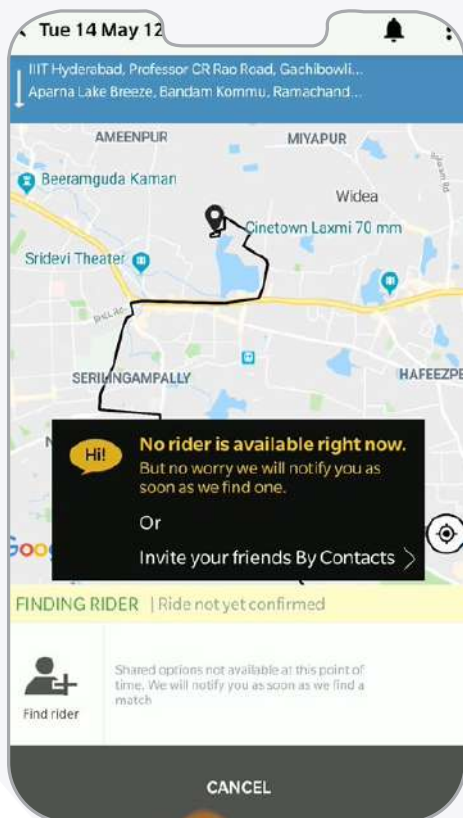 Tue 14 May 12
IIIT Hyderabad, Professor CR Rao Road, Gachibowli...
Aparna Lake Breeze, Bandam Kommu, Ramachand...
AMEENPUR
MIYAPUR
Beeramguda Kaman
Widea
Cinetown Laxmi 70 mm
Sridevi Theater
SERILINGAMPALLY
HAFEEZPE
Hi!
No rider is available right now.
But no worry we will notify you as
soon as we find one.
Or
Invite your friends By Contacts >
Goog
FINDING RIDER | Ride not yet confirmed
Shared options not available at this point of
time. We will notify you as soon as we find a
match
Find rider
CANCEL